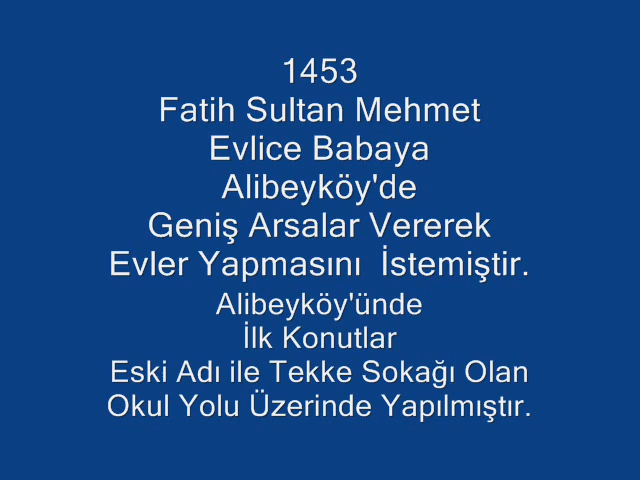 1453
Fatih Sultan Mehmet
Evlice Babaya
Alibeyköy'de
Geniş Arsalar Vererek
Evler Yapmasını İstemiştir.
Alibeyköy'ünde
İlk Konutlar
Eski Adı ile Tekke Sokağı Olan
Okul Yolu Üzerinde Yapılmıştır.